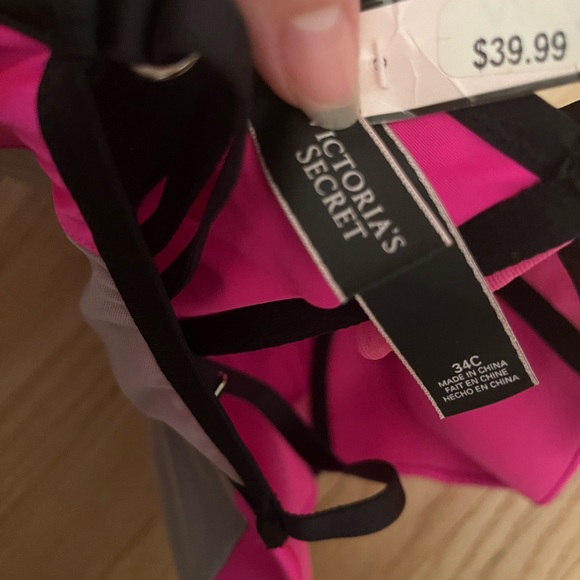 $39.99
VICTORIA'S
SECRET
34C
MADE IN CHINA
FAIT EN CHINE
HECHO EN CHINA